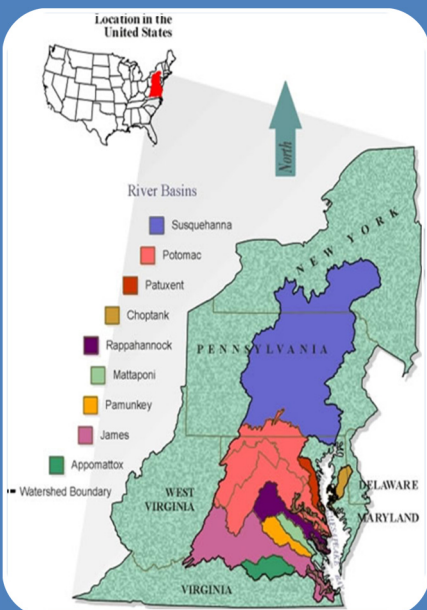 Location in the
United States
North
River Basins
Susquehanna
Potomac
Patuxent
Choptank
Rappahannock
Mattaponi
Pamunkey
James
Appomattox
Watershed Boundary
NEW YORK
PENNSYLVANIA
WEST
VIRGINIA
DELAWARE
MARYLAND
VIRGINIA